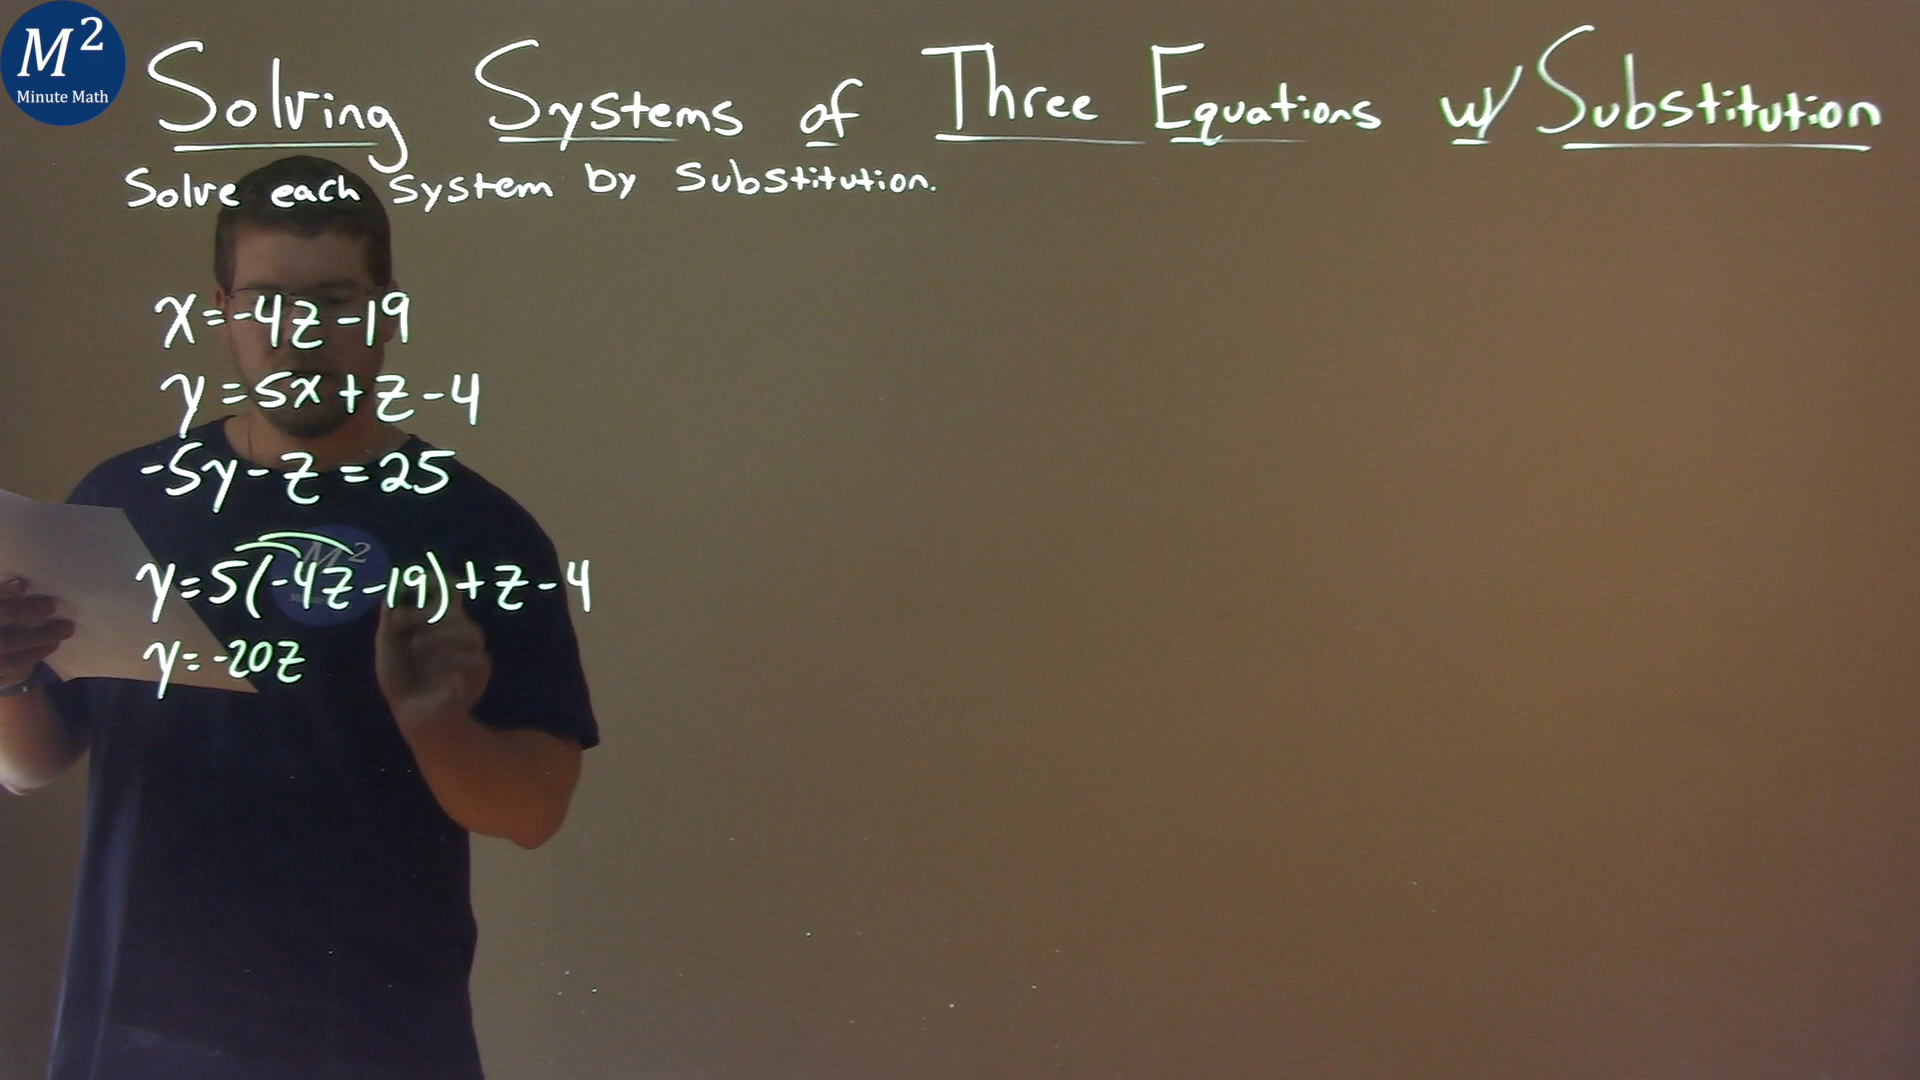 M²
Minute Math
Solving Systems of Three Equations w/ Substitution
Solve each system by Substitution.
x=-4z-19
y=5x+z-4
-5y-z=25
M²
y=5(-4z-19)+z-4
y=-20z